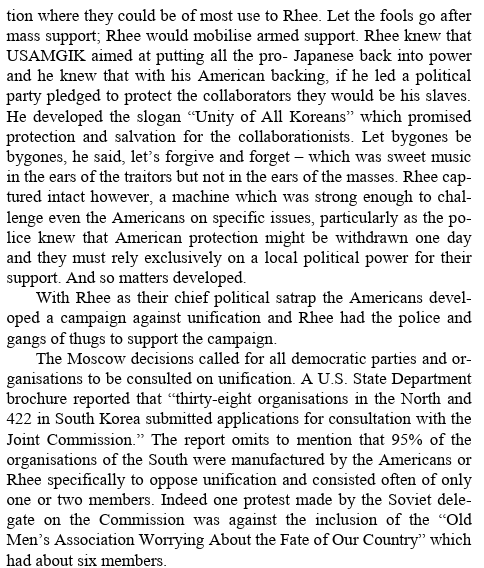 tion where they could be of most use to Rhee. Let the fools go after
mass support; Rhee would mobilise armed support. Rhee knew that
USAMGIK aimed at putting all the pro- Japanese back into power
and he knew that with his American backing, if he led a political
party pledged to protect the collaborators they would be his slaves.
He developed the slogan “Unity of All Koreans” which promised
protection and salvation for the collaborationists. Let bygones be
bygones, he said, let’s forgive and forget – which was sweet music
in the ears of the traitors but not in the ears of the masses. Rhee cap-
tured intact however, a machine which was strong enough to chal-
lenge even the Americans on specific issues, particularly as the po-
lice knew that American protection might be withdrawn one day
and they must rely exclusively on a local political power for their
support. And so matters developed.
With Rhee as their chief political satrap the Americans devel-
oped a campaign against unification and Rhee had the police and
gangs of thugs to support the campaign.
The Moscow decisions called for all democratic parties and or-
ganisations to be consulted on unification. A U.S. State Department
brochure reported that “thirty-eight organisations in the North and
422 in South Korea submitted applications for consultation with the
Joint Commission.” The report omits to mention that 95% of the
organisations of the South were manufactured by the Americans or
Rhee specifically to oppose unification and consisted often of only
one or two members. Indeed one protest made by the Soviet dele-
gate on the Commission was against the inclusion of the “Old
Men’s Association Worrying About the Fate of Our Country” which
had about six members.